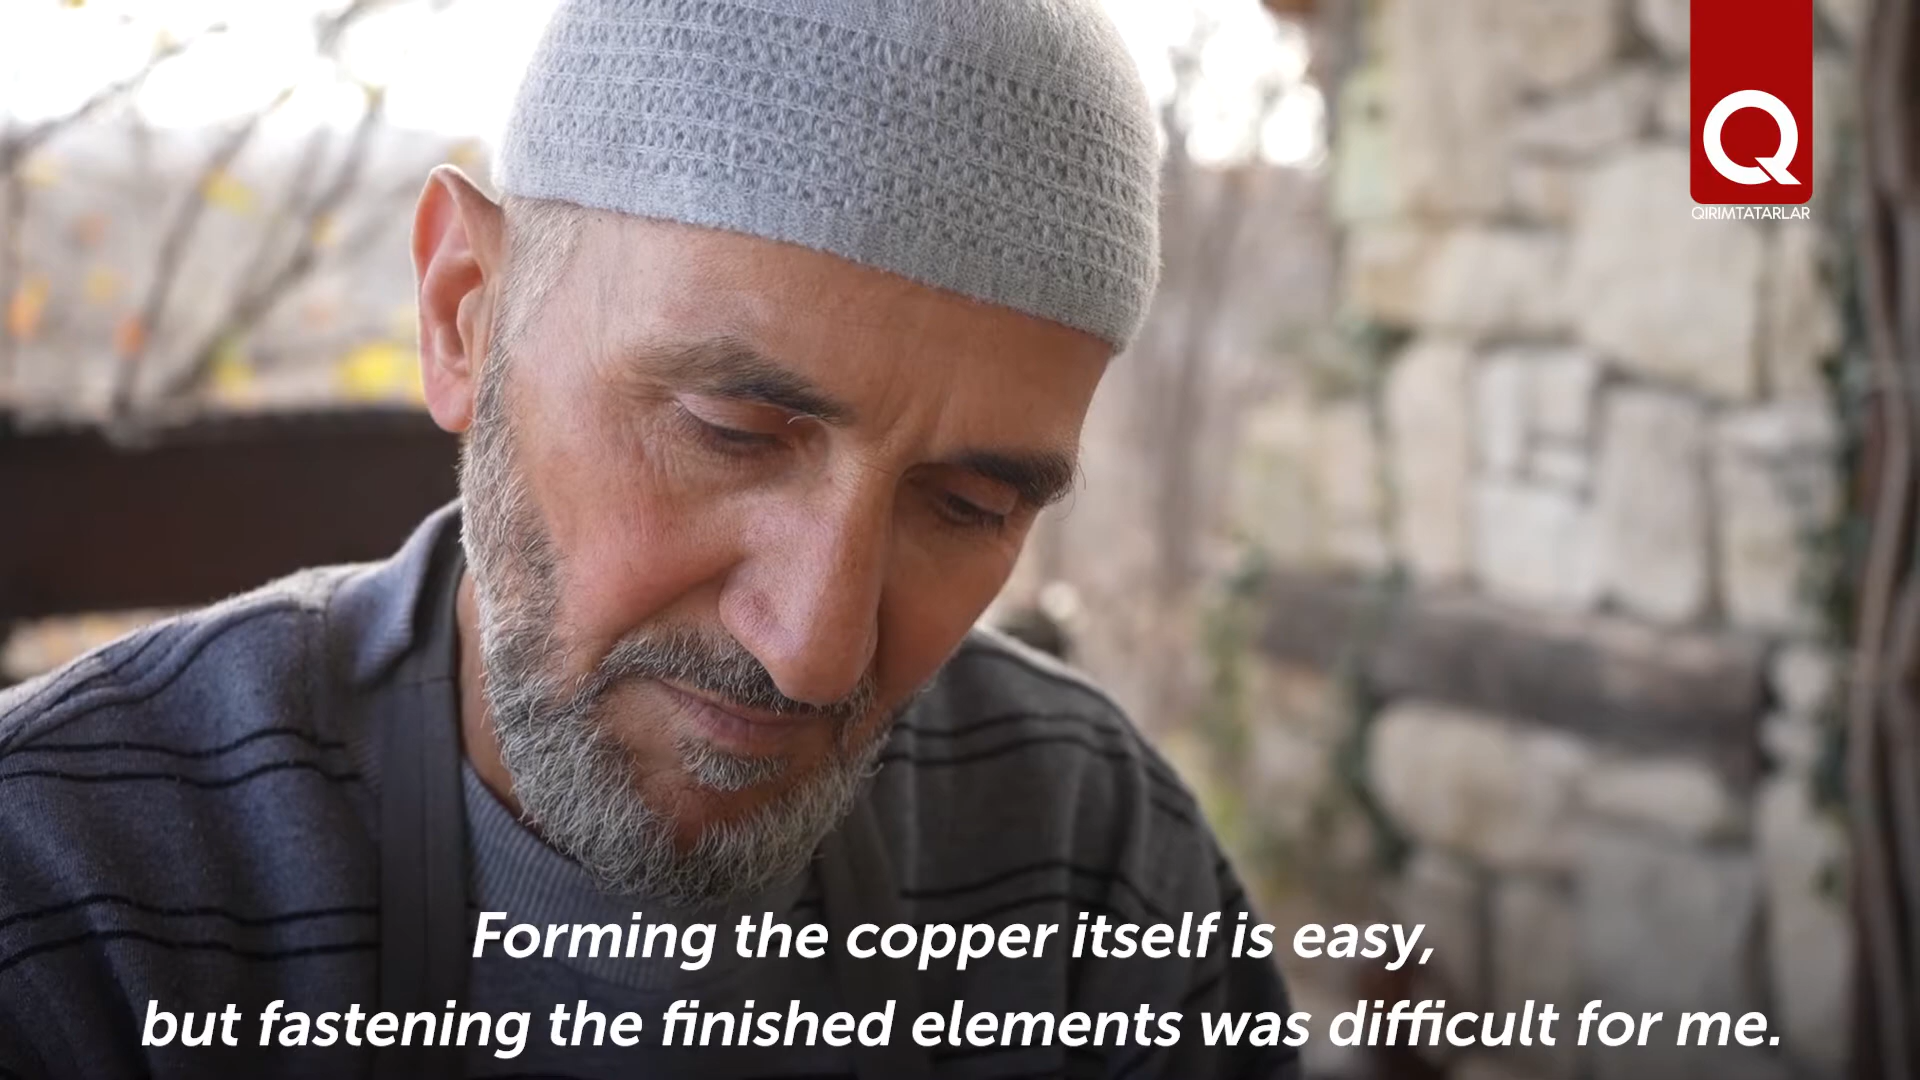 Q
QIRIMTATARLAR
Forming the copper itself is easy,
but fastening the finished elements was difficult for me.